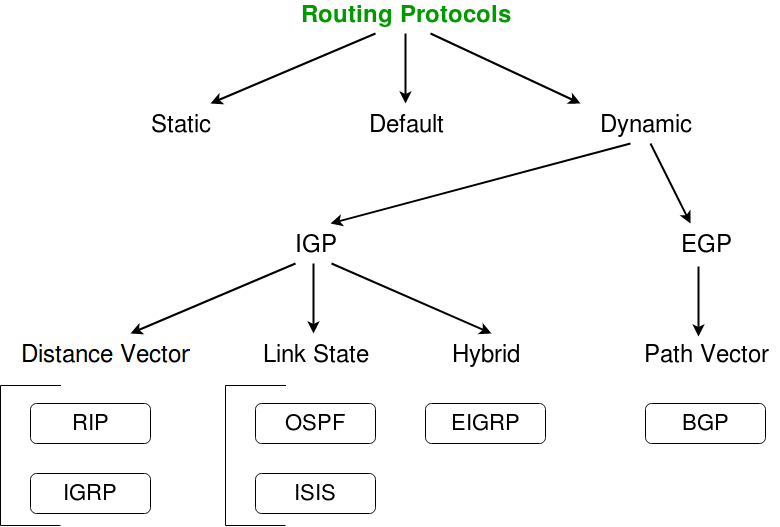 Routing Protocols
Static
Default
Dynamic
IGP
EGP
Distance Vector
Link State
Hybrid
Path Vector
RIP
OSPF
EIGRP
BGP
IGRP
ISIS